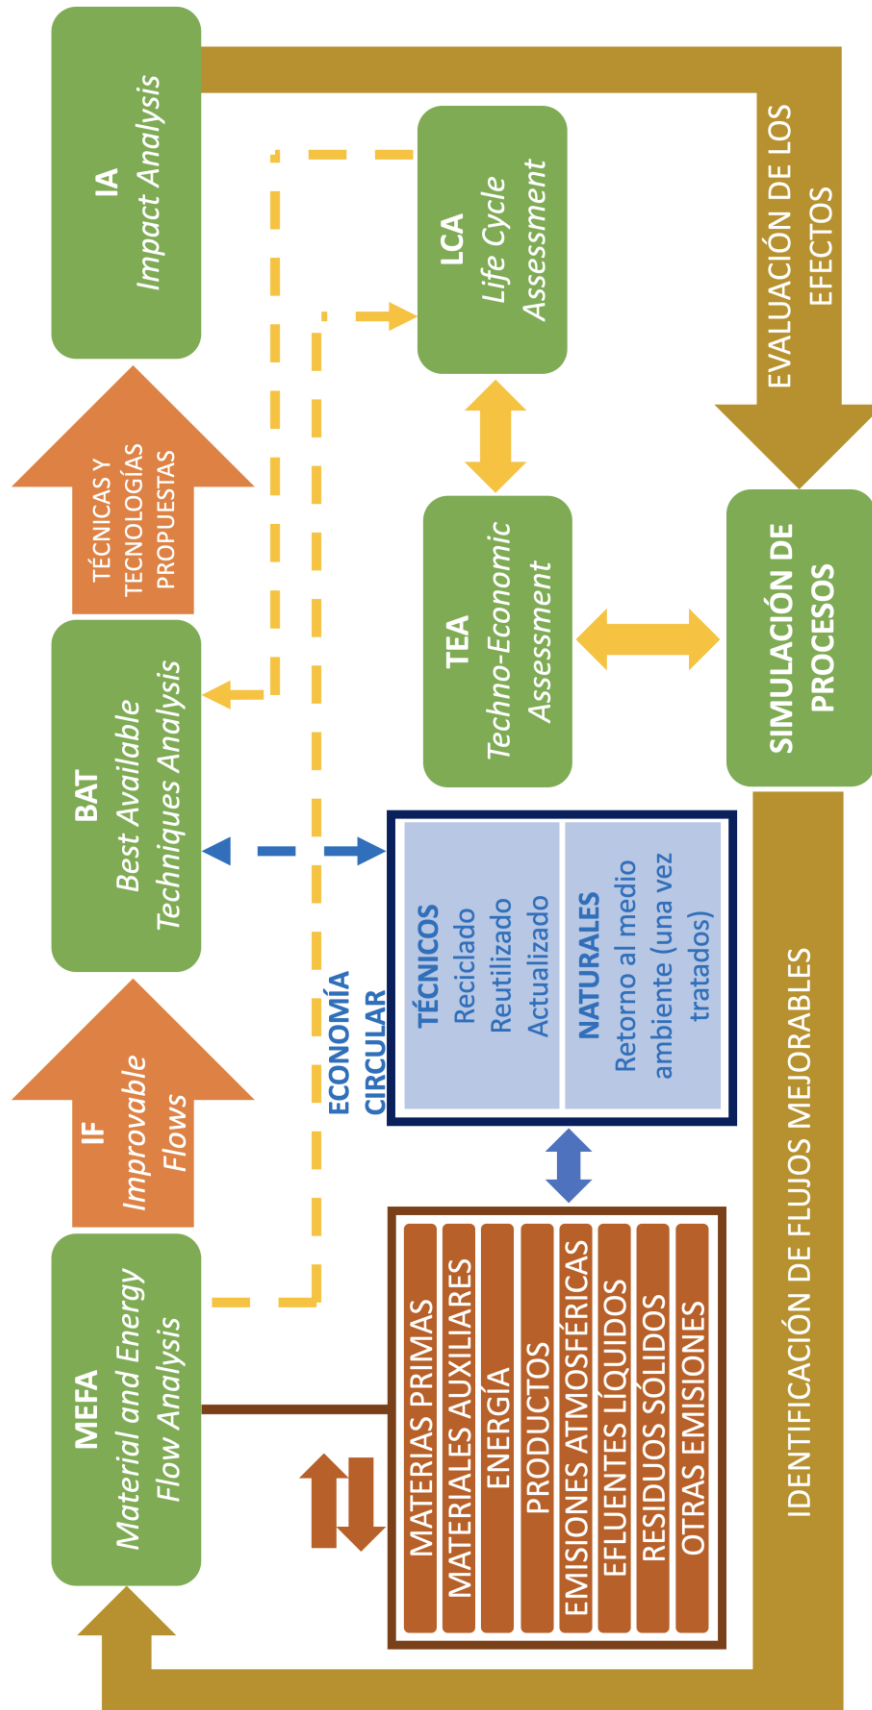 MEFA
Material and Energy
Flow Analysis
IF
Improvable
Flows
BAT
Best Available
Techniques Analysis
TÉCNICAS Y
TECNOLOGÍAS
PROPUESTAS
IA
Impact Analysis
ECONOMÍA
CIRCULAR
MATERIAS PRIMAS
MATERIALES AUXILIARES
ENERGÍA
PRODUCTOS
EMISIONES ATMOSFÉRICAS
EFLUENTES LÍQUIDOS
RESIDUOS SÓLIDOS
OTRAS EMISIONES
TÉCNICOS
Reciclado
Reutilizado
Actualizado
NATURALES
Retorno al medio
ambiente (una vez
tratados)
TEA
Techno-Economic
Assessment
LCA
Life Cycle
Assessment
SIMULACIÓN DE
PROCESOS
EVALUACIÓN DE LOS
EFECTOS
IDENTIFICACIÓN DE FLUJOS MEJORABLES